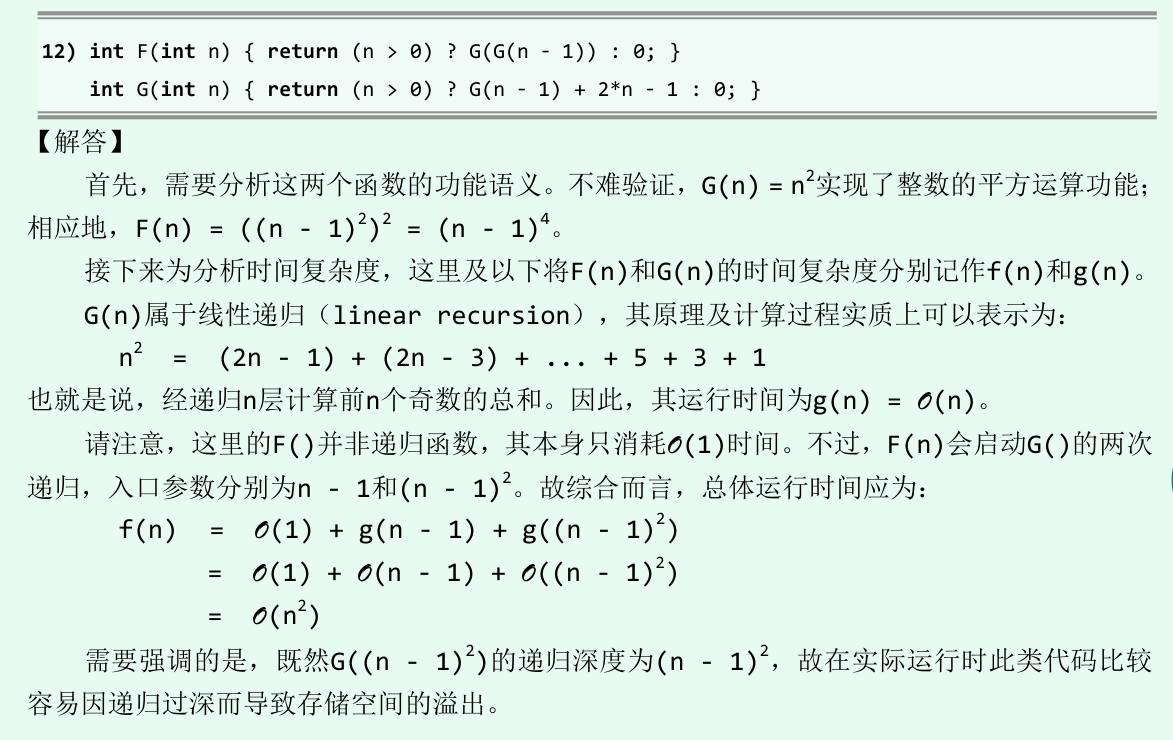 12) int F(int n) { return (n > 0) ? G(G(n - 1)) : 0; }
int G(int n) { return (n > 0) ? G(n - 1) + 2*n - 1 : 0; }
【解答】
首先，需要分析这两个函数的功能语义。不难验证，G(n) = n²实现了整数的平方运算功能；
相应地，F(n) = ((n - 1)²)² = (n - 1)⁴。
接下来为分析时间复杂度，这里及以下将F(n)和G(n)的时间复杂度分别记作f(n)和g(n)。
G(n)属于线性递归（linear recursion），其原理及计算过程实质上可以表示为：
n² = (2n - 1) + (2n - 3) + ... + 5 + 3 + 1
也就是说，经递归n层计算前n个奇数的总和。因此，其运行时间为g(n) = 𝒪(n)。
请注意，这里的F()并非递归函数，其本身只消耗𝒪(1)时间。不过，F(n)会启动G()的两次
递归，入口参数分别为n - 1和(n - 1)²。故综合而言，总体运行时间应为：
f(n) = 𝒪(1) + g(n - 1) + g((n - 1)²)
= 𝒪(1) + 𝒪(n - 1) + 𝒪((n - 1)²)
= 𝒪(n²)
需要强调的是，既然G((n - 1)²)的递归深度为(n - 1)²，故在实际运行时此类代码比较
容易因递归过深而导致存储空间的溢出。